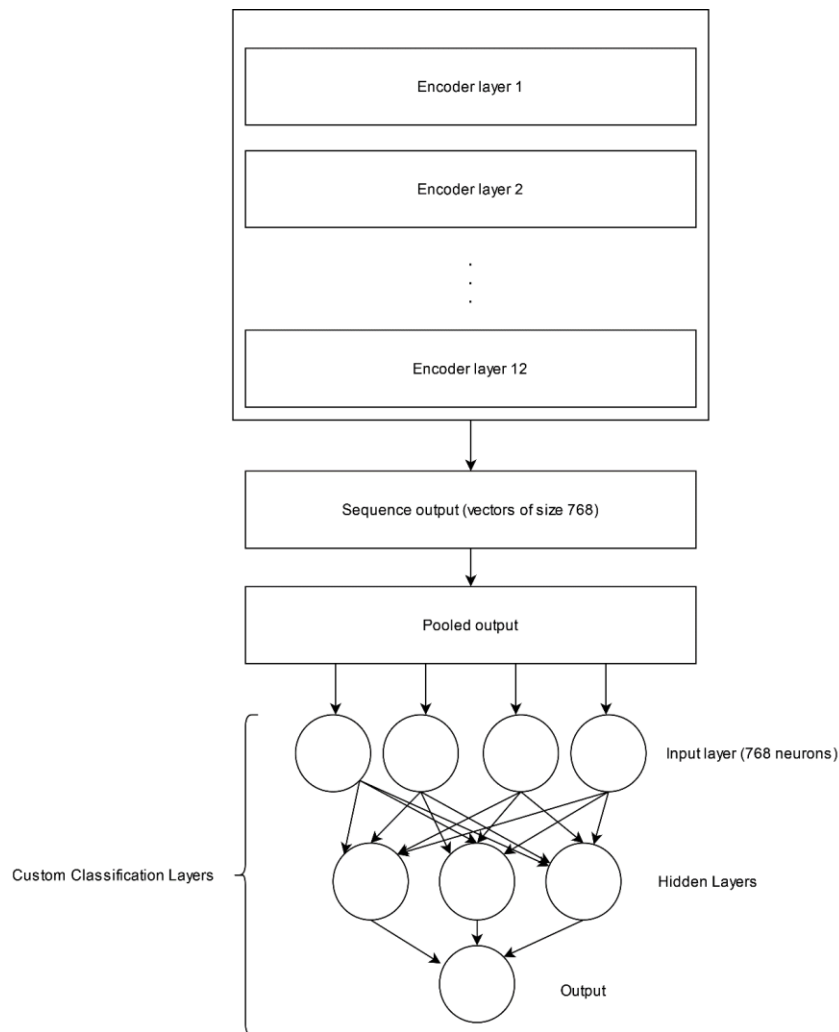 Encoder layer 1
Encoder layer 2
.
.
.
Encoder layer 12
Sequence output (vectors of size 768)
Pooled output
Input layer (768 neurons)
Custom Classification Layers
Hidden Layers
Output